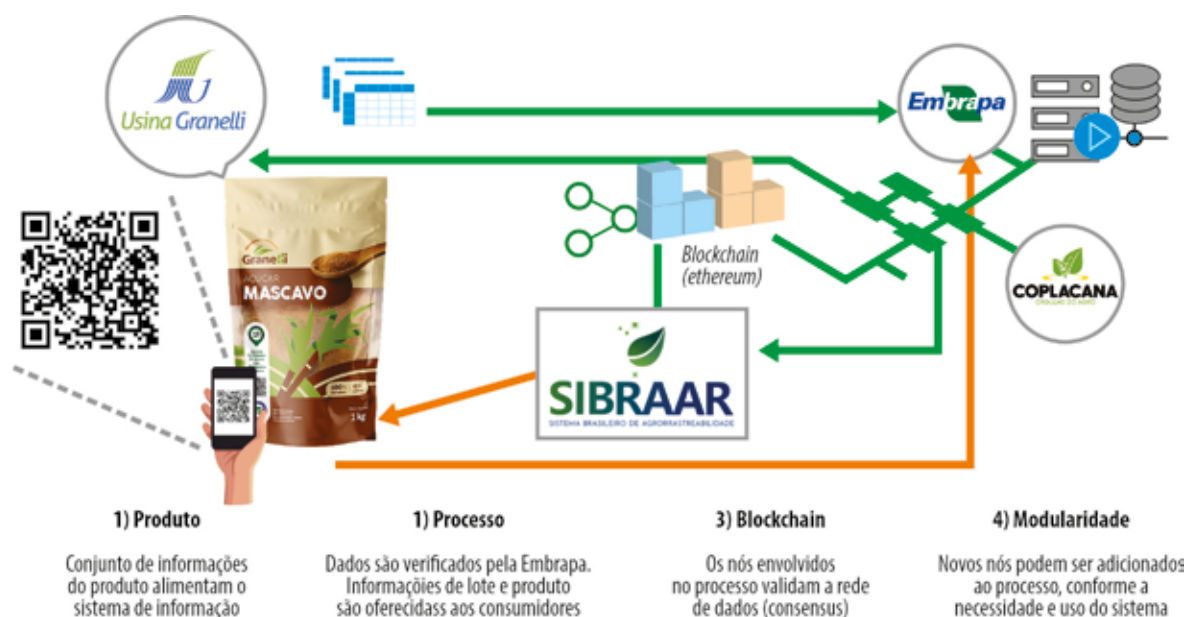 Usina Granelli
Embrapa
Granelli
AÇÚCAR
MASCAVO
1 kg
Blockchain
(ethereum)
COPLACANA
SIBRAAR
SISTEMA BRASILEIRO DE AGRORRASTREABILIDADE
1) Produto
Conjunto de informações
do produto alimentam o
sistema de informação
1) Processo
Dados são verificados pela Embrapa.
Informaçõies de lote e produto
são oferecidass aos consumidores
3) Blockchain
Os nós envolvidos
no processo validam a rede
de dados (consensus)
4) Modularidade
Novos nós podem ser adicionados
ao processo, conforme a
necessidade e uso do sistema